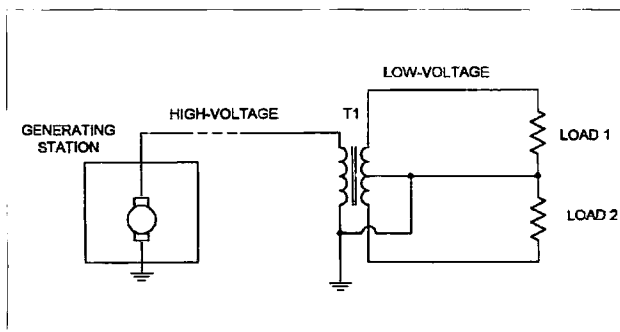 LOW-VOLTAGE
HIGH-VOLTAGE
T1
GENERATING
STATION
LOAD 1
LOAD 2